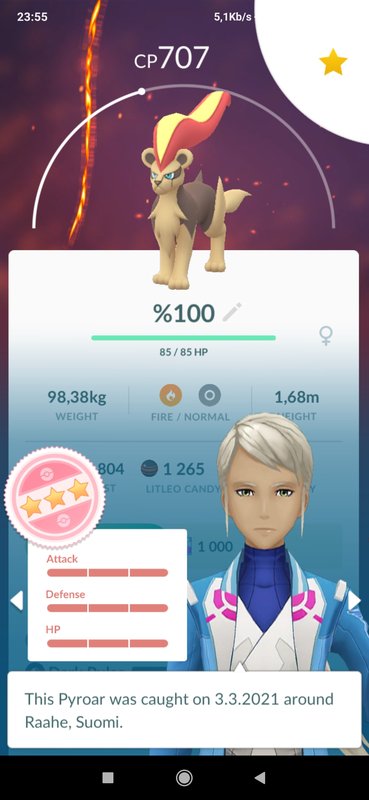 23:55
5,1Kb/s
CP707
%100
85 / 85 HP
98,38kg
WEIGHT
FIRE / NORMAL
1,68m
804
1 265
LITLEO CANDY
1 000
Attack
Defense
HP
This Pyroar was caught on 3.3.2021 around
Raahe, Suomi.